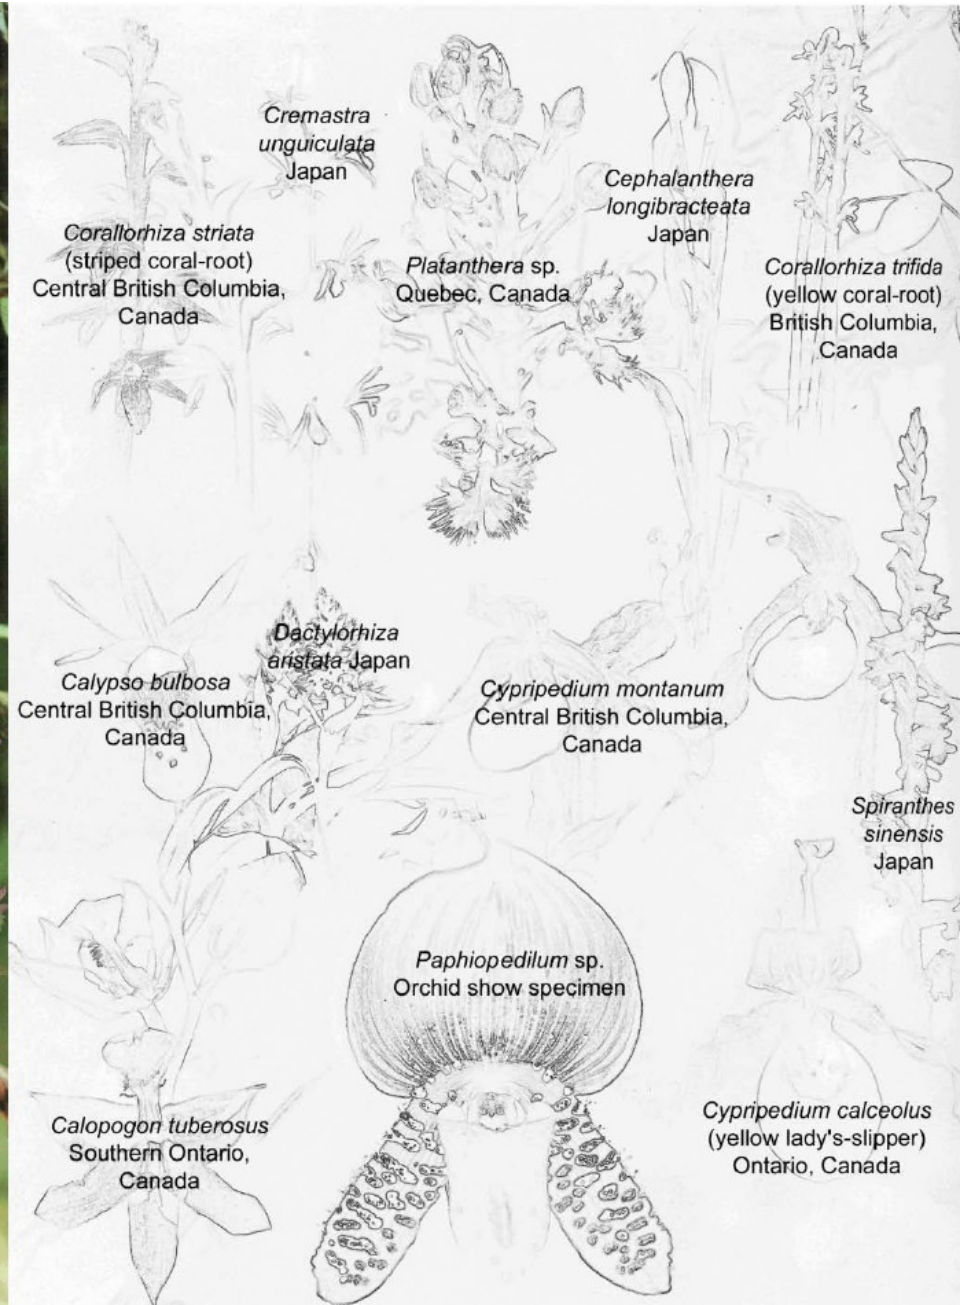 Cremastra
unguiculata
Japan
Corallorhiza striata
(striped coral-root)
Central British Columbia,
Canada
Platanthera sp.
Quebec, Canada
Cephalanthera
longibracteata
Japan
Corallorhiza trifida
(yellow coral-root)
British Columbia,
Canada
Dactylorhiza
aristata Japan
Calypso bulbosa
Central British Columbia,
Canada
Cypripedium montanum
Central British Columbia,
Canada
Spiranthes
sinensis
Japan
Paphiopedilum sp.
Orchid show specimen
Calopogon tuberosus
Southern Ontario,
Canada
Cypripedium calceolus
(yellow lady's-slipper)
Ontario, Canada